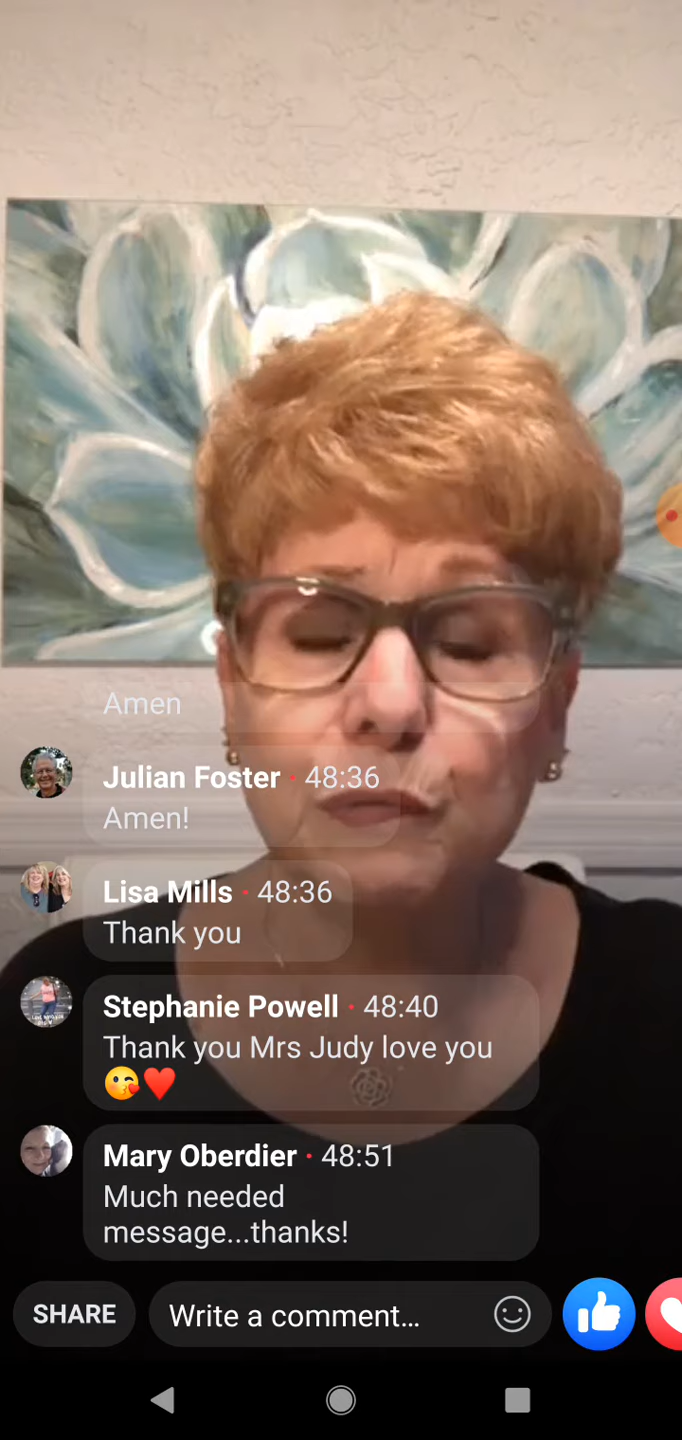 Amen
Julian Foster · 48:36
Amen!
Lisa Mills · 48:36
Thank you
Stephanie Powell · 48:40
Thank you Mrs Judy love you
😘❤️
Mary Oberdier · 48:51
Much needed
message...thanks!
SHARE
Write a comment...